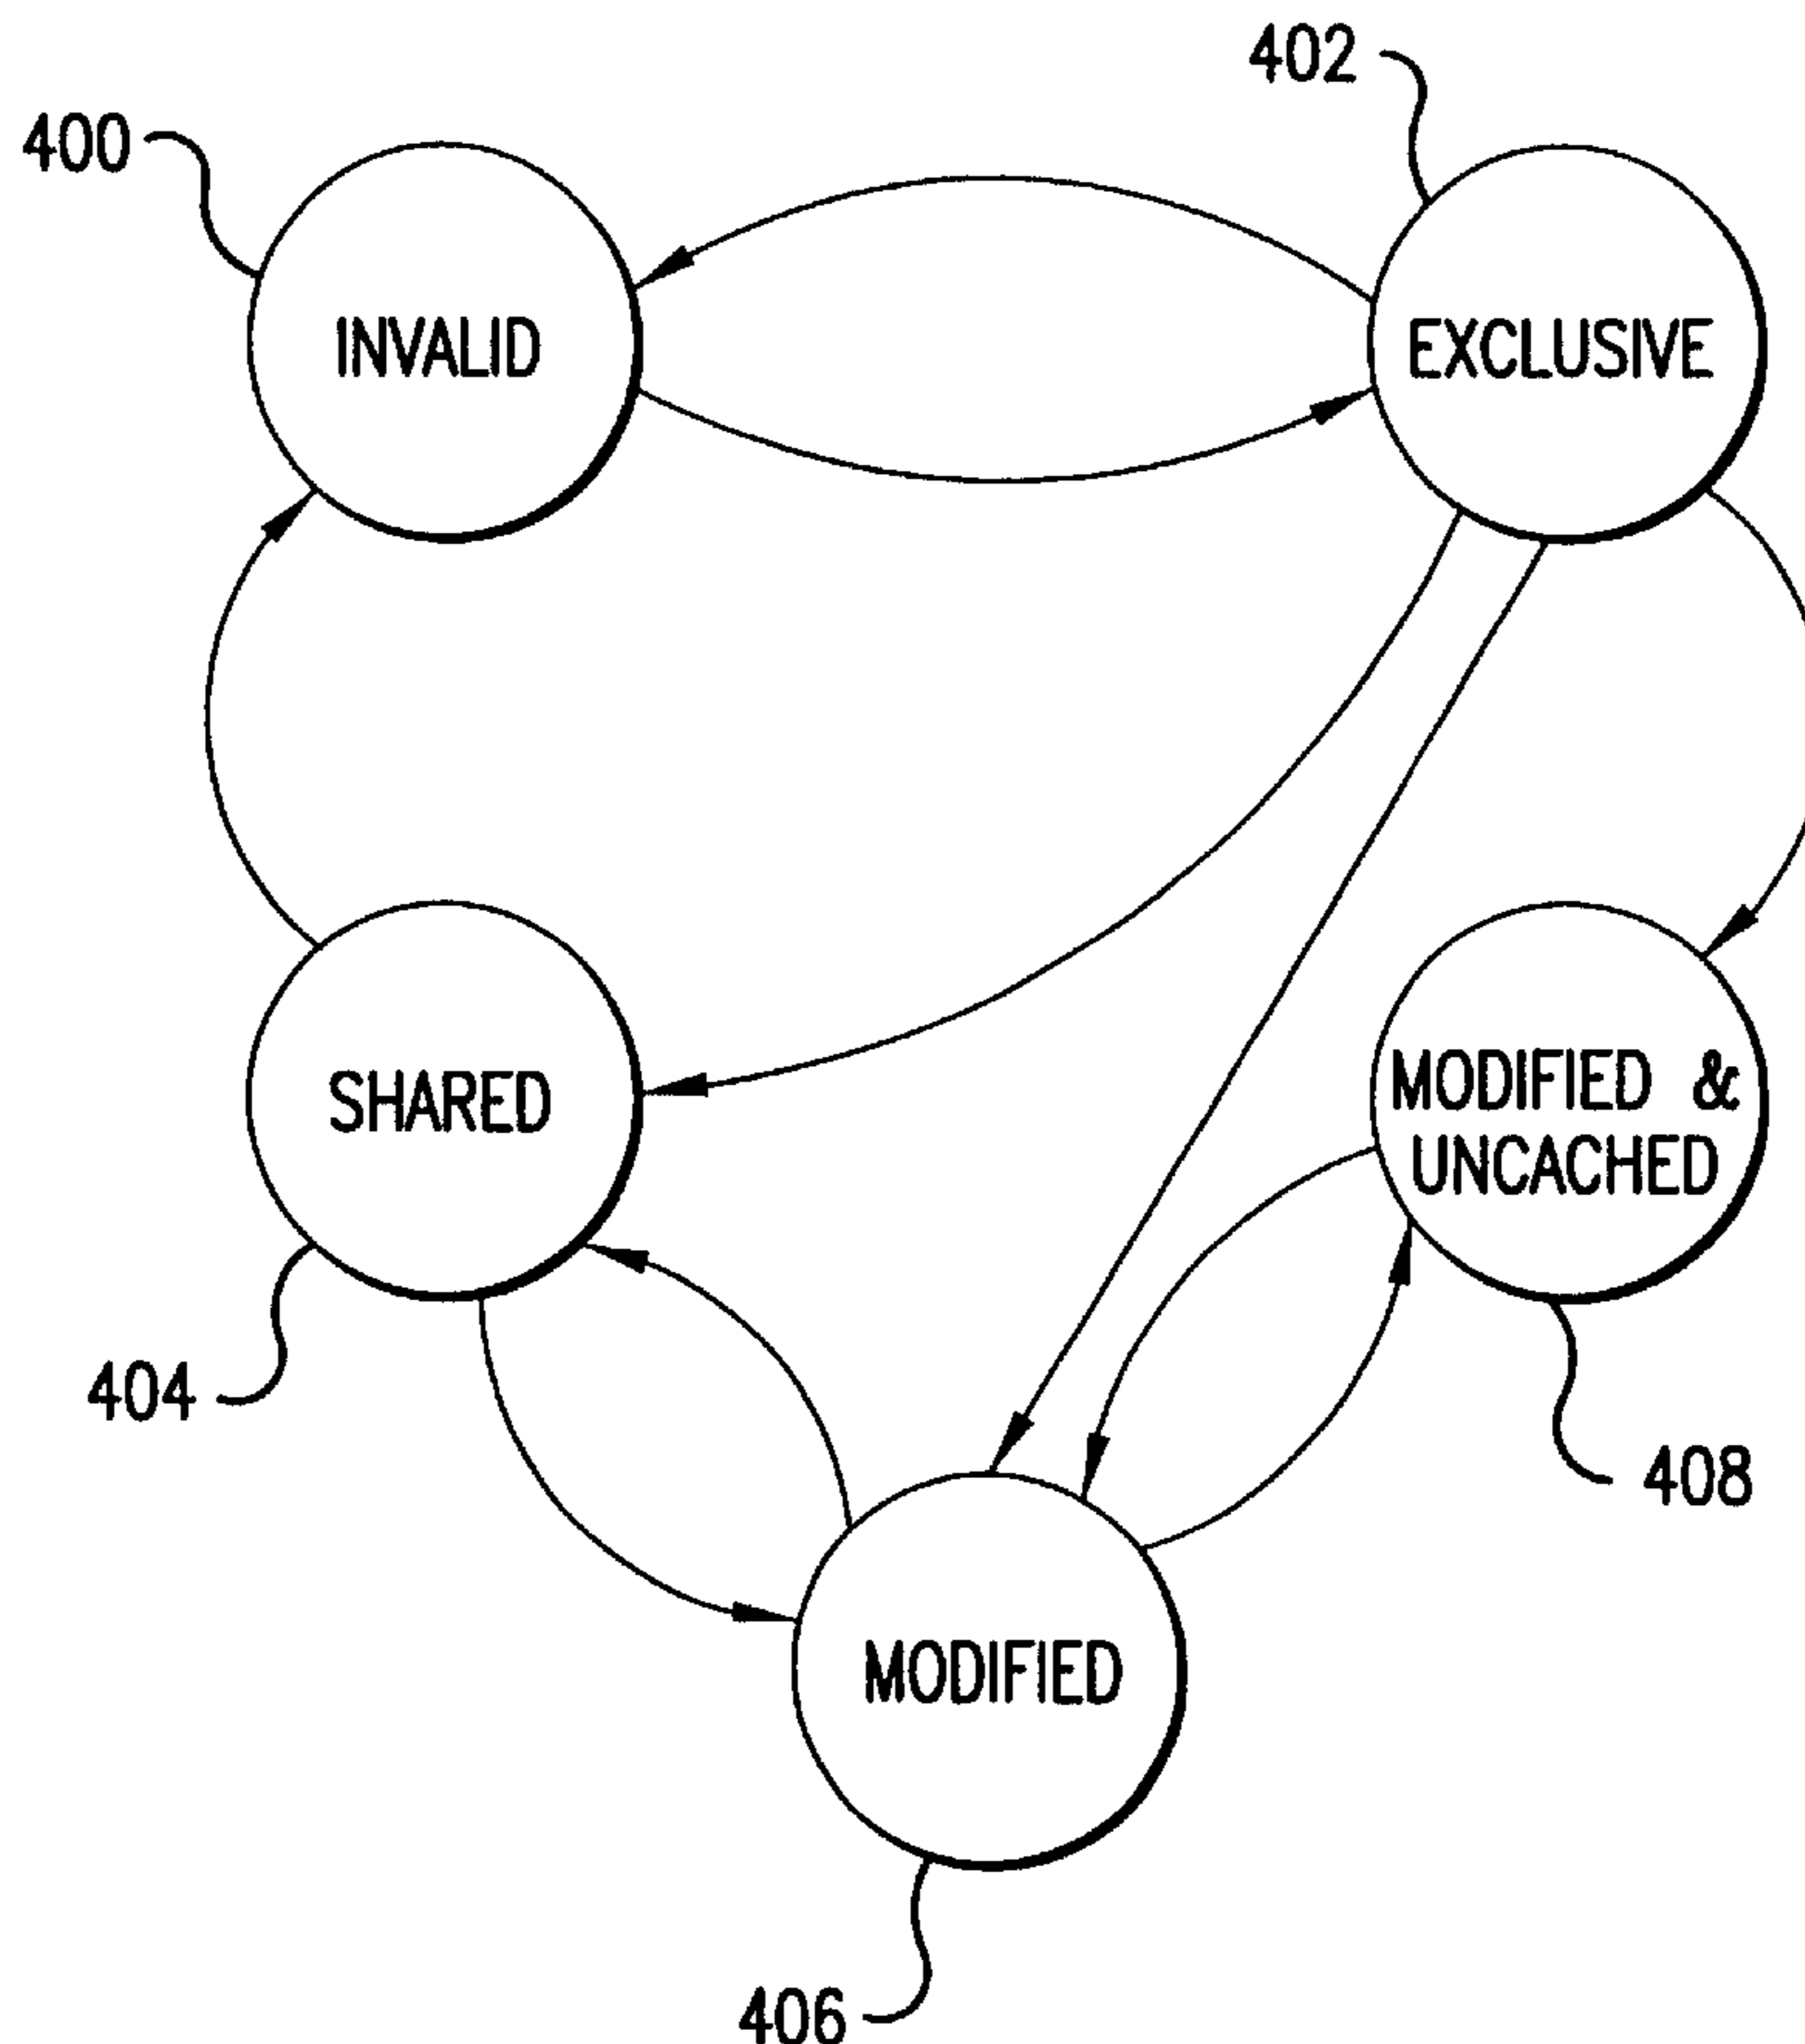 402
400
INVALID
EXCLUSIVE
SHARED
MODIFIED &
UNCACHED
404
408
MODIFIED
406